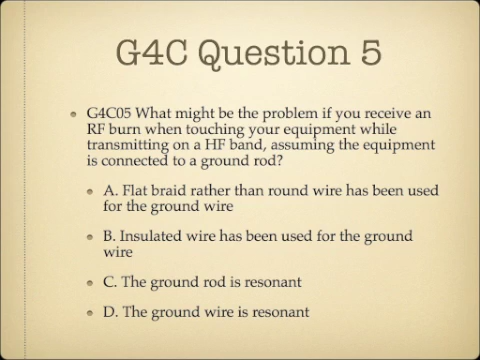 G4C Question 5
G4C05 What might be the problem if you receive an
RF burn when touching your equipment while
transmitting on a HF band, assuming the equipment
is connected to a ground rod?
A. Flat braid rather than round wire has been used
for the ground wire
B. Insulated wire has been used for the ground
wire
C. The ground rod is resonant
D. The ground wire is resonant